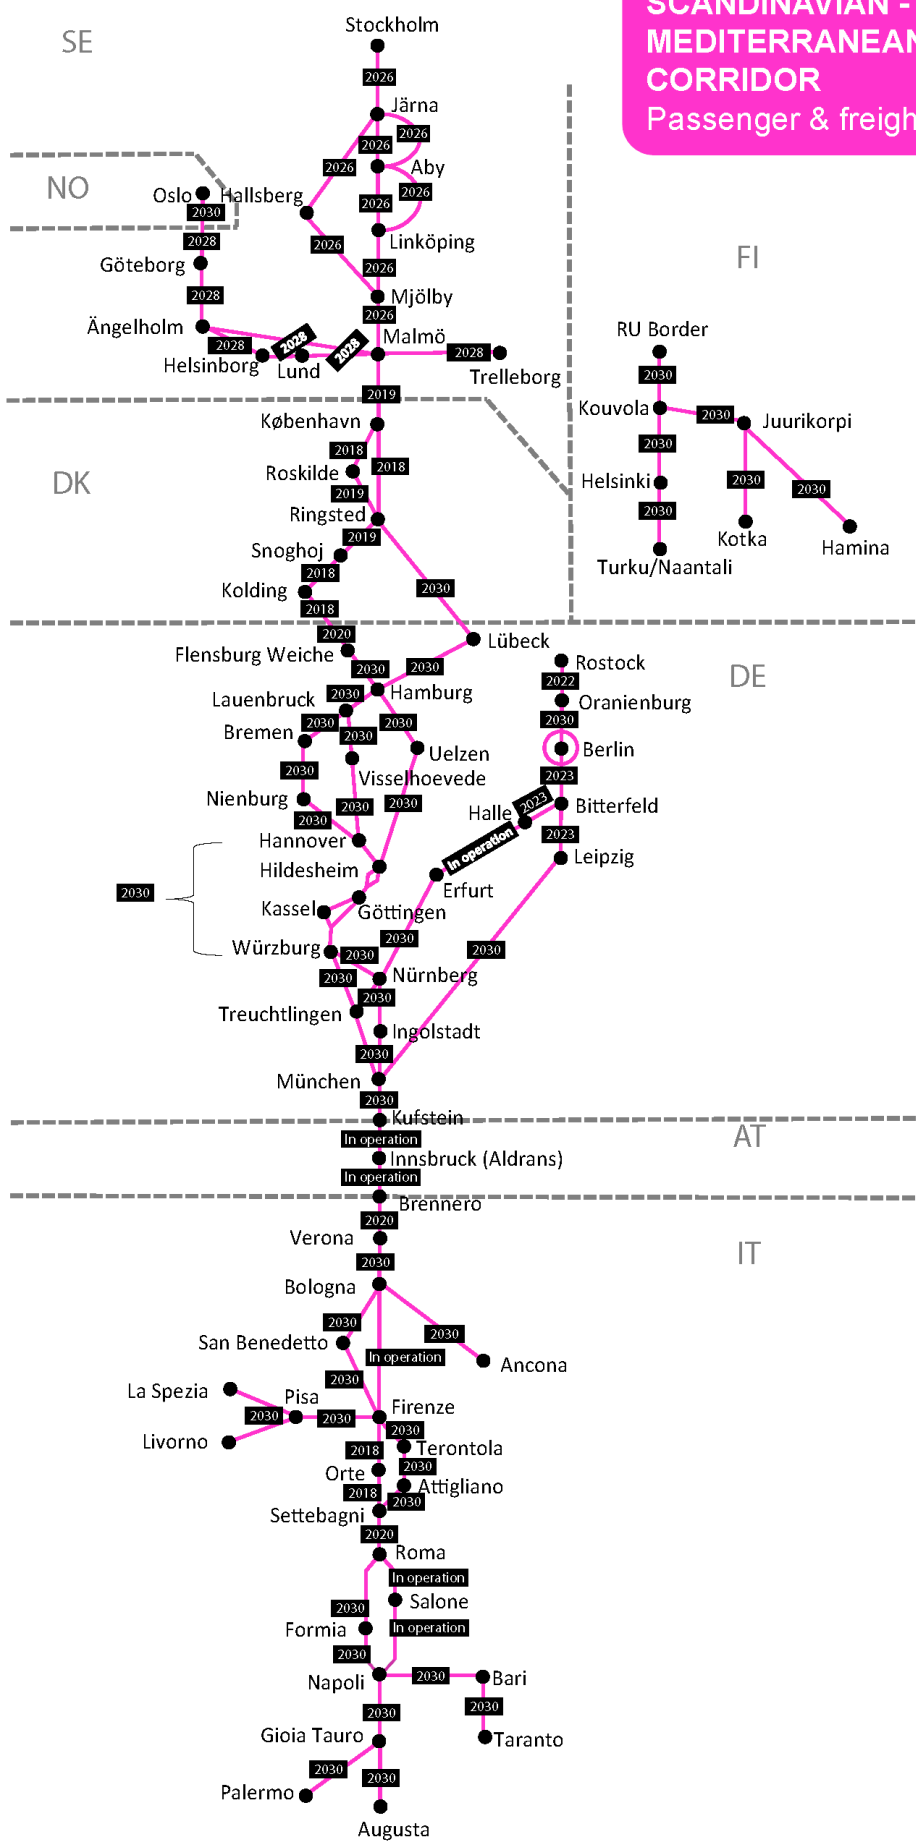 SCANDINAVIAN -
MEDITERRANEAN
CORRIDOR
Passenger & freigh
SE
Stockholm
2026
Järna
2026
2026
2026
Aby
NO
Oslo
Hallsberg
2026
2026
2030
2028
Linköping
2026
2026
Göteborg
2028
Mjölby
2026
Ängelholm
Malmö
2028
2028
2028
2028
Helsinborg
Lund
Trelleborg
FI
RU Border
2030
Kouvola
2030
Juurikorpi
2030
Helsinki
2030
2030
2030
Kotka
Hamina
Turku/Naantali
2019
København
DK
2018
2018
Roskilde
2019
Ringsted
2019
Snoghoj
2018
Kolding
2030
2018
2020
Lübeck
Flensburg Weiche
2030
2030
Hamburg
Lauenbruck
2030
2030
2030
Bremen
2030
Uelzen
2030
Visselhoevede
Nienburg
2030
2030
2030
Hannover
Hildesheim
2030
Kassel
Göttingen
Würzburg
2030
2030
Nürnberg
2030
Treuchtlingen
Ingolstadt
2030
München
2030
DE
Rostock
2022
Oranienburg
2030
Berlin
2023
Bitterfeld
Halle
2023
2023
Leipzig
In operation
Erfurt
2030
2030
Kufstein
AT
In operation
Innsbruck (Aldrans)
In operation
Brennero
2020
Verona
IT
2030
Bologna
2030
2030
San Benedetto
In operation
Ancona
2030
La Spezia
Pisa
Firenze
2030
2030
2030
Livorno
Terontola
2018
2030
Orte
Attigliano
2018
2030
Settebagni
2020
Roma
In operation
Salone
2030
Formia
In operation
2030
Napoli
2030
Bari
2030
2030
Gioia Tauro
Taranto
2030
2030
Palermo
Augusta